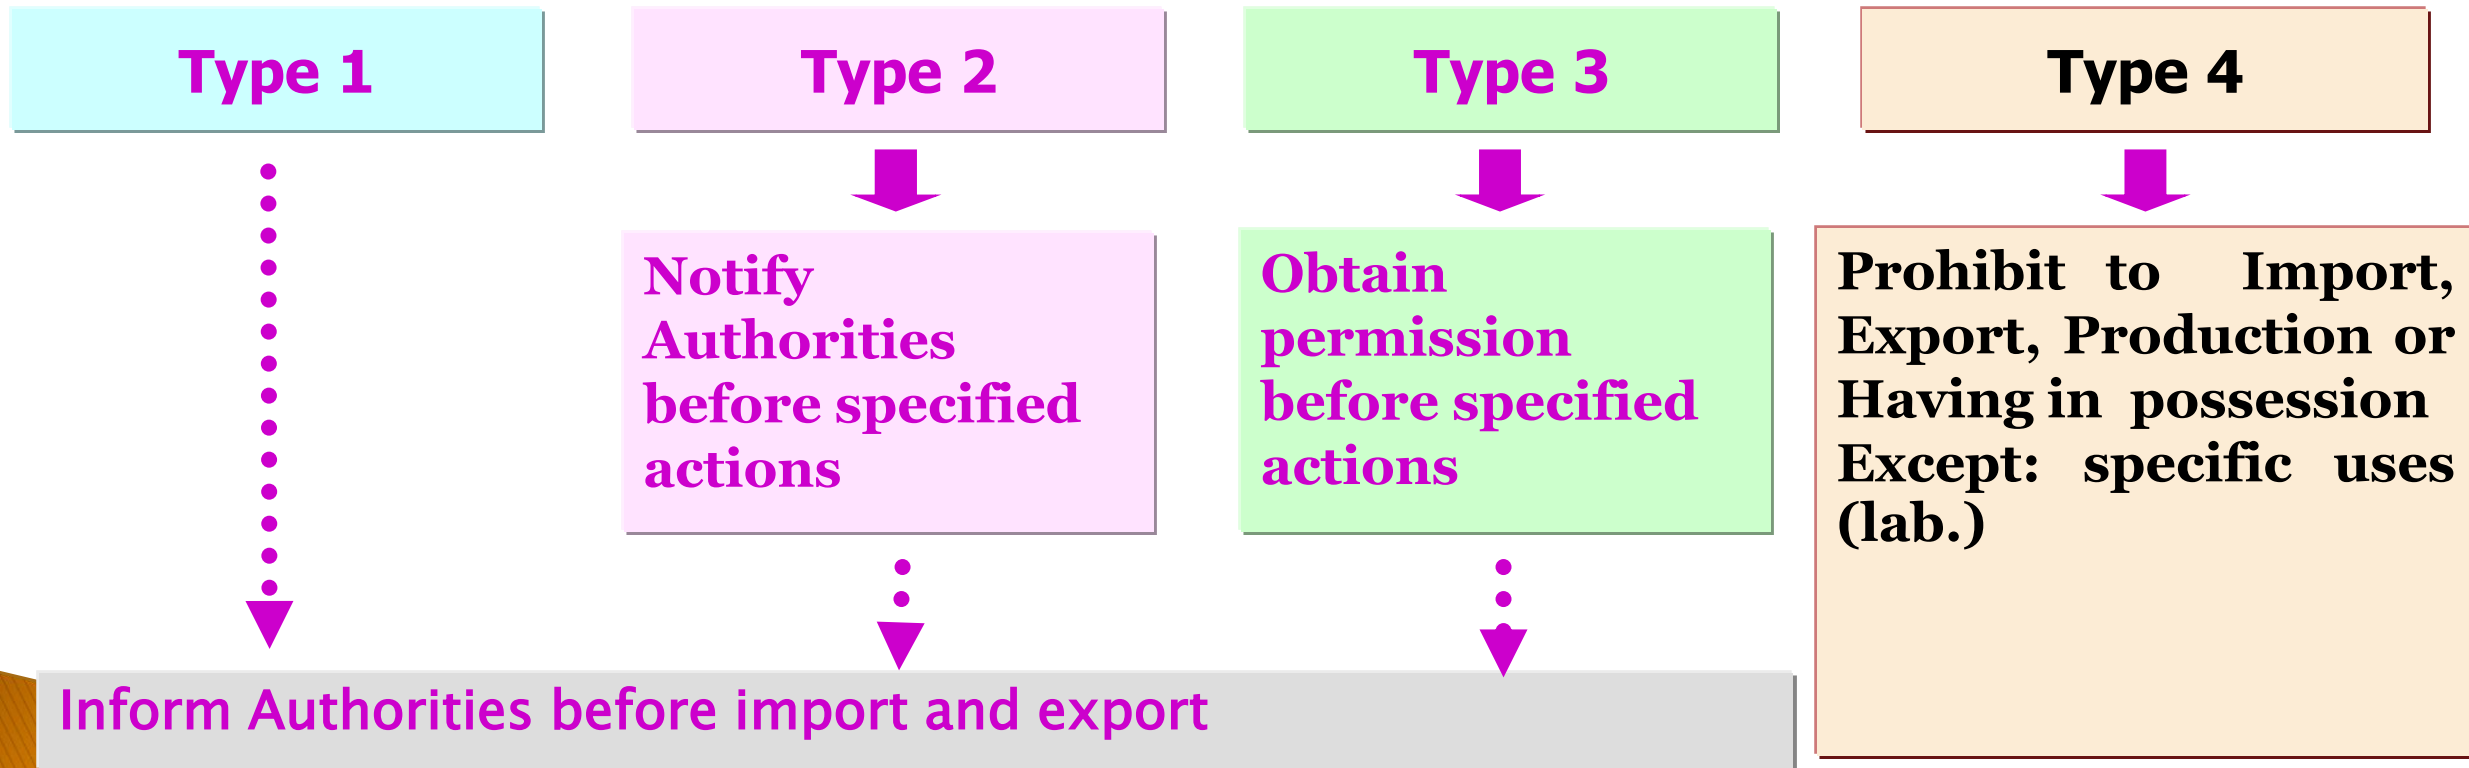 Type 1
Type 2
Type 3
Type 4
Notify
Authorities
before specified
actions
Obtain
permission
before specified
actions
Prohibit to Import,
Export, Production or
Having in possession
Except: specific uses
(lab.)
Inform Authorities before import and export